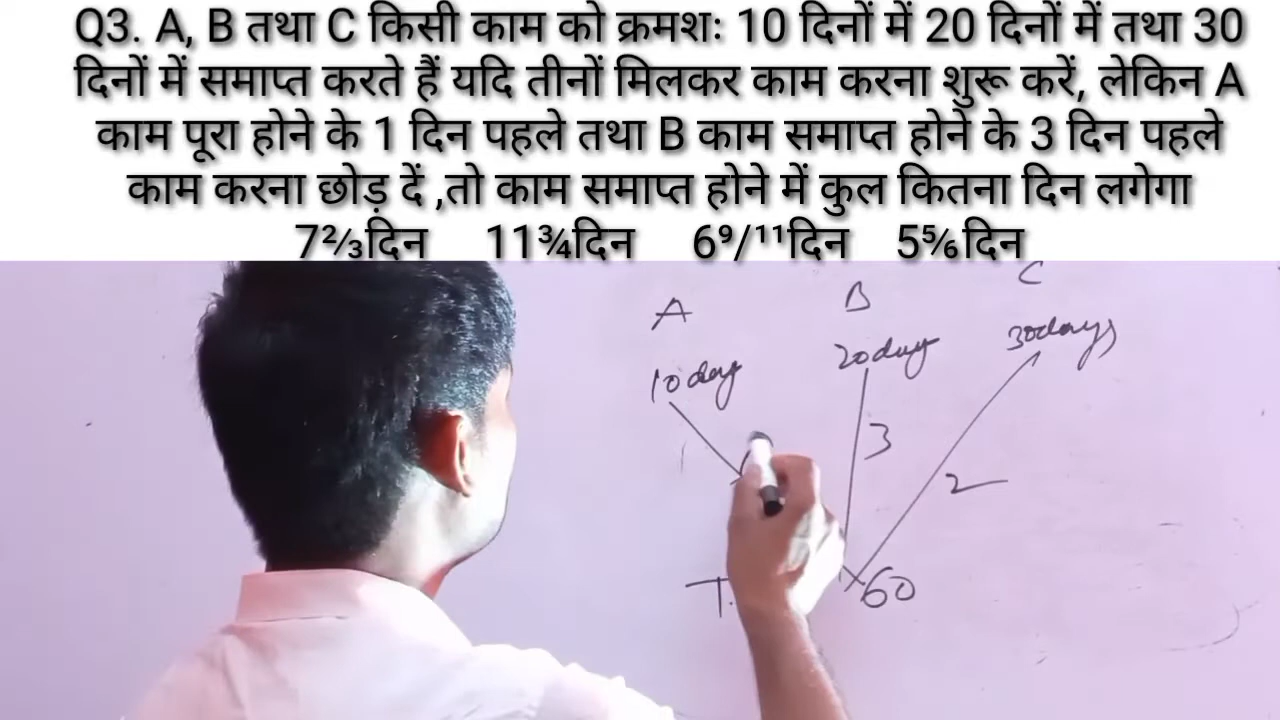 Q3. A, B तथा C किसी काम को क्रमशः 10 दिनों में 20 दिनों में तथा 30
दिनों में समाप्त करते हैं यदि तीनों मिलकर काम करना शुरू करें, लेकिन A
काम पूरा होने के 1 दिन पहले तथा B काम समाप्त होने के 3 दिन पहले
काम करना छोड़ दें ,तो काम समाप्त होने में कुल कितना दिन लगेगा
7²⁄₃दिन 11¾दिन 6⁹/¹¹दिन 5⅚दिन
A B C
10 day 20 day 30 days
3
2
T. 60